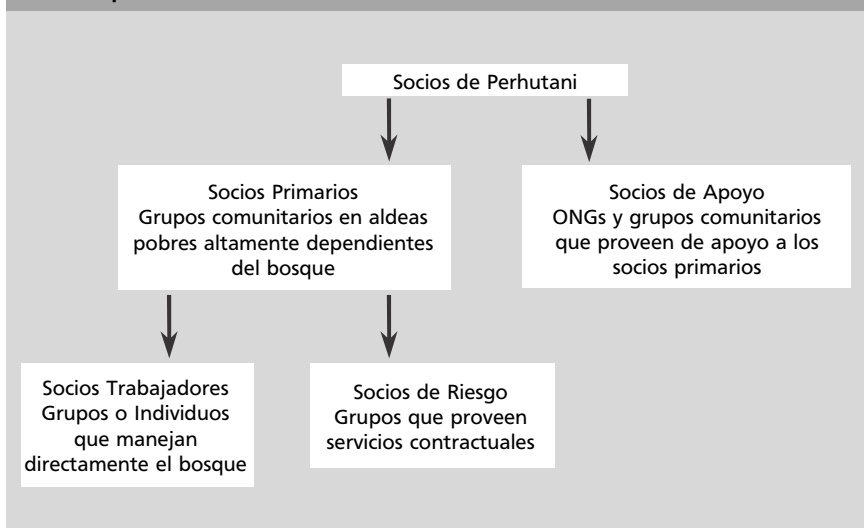 Socios de Perhutani
Socios Primarios
Grupos comunitarios en aldeas
pobres altamente dependientes
del bosque
Socios de Apoyo
ONGs y grupos comunitarios
que proveen de apoyo a los
socios primarios
Socios Trabajadores
Grupos o Individuos
que manejan
directamente el bosque
Socios de Riesgo
Grupos que proveen
servicios contractuales